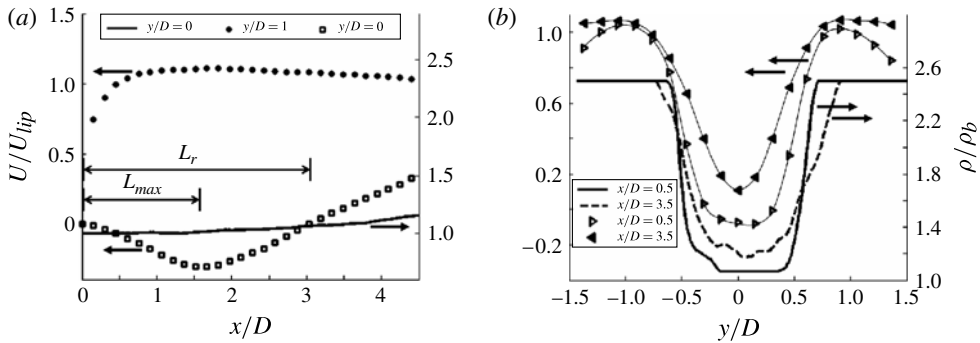 (a)
1.5
1.0
0.5
0
U/U_lip
y/D = 0 y/D = 1 y/D = 0
2.5
2.0
1.5
1.0
L_r
L_max
0 1 2 3 4
x/D
(b)
1.0
0.6
0.2
−0.2
x/D = 0.5
x/D = 3.5
x/D = 0.5
x/D = 3.5
2.6
2.2
1.8
1.4
1.0
ρ/ρ_b
−1.5 −1.0 −0.5 0 0.5 1.0 1.5
y/D